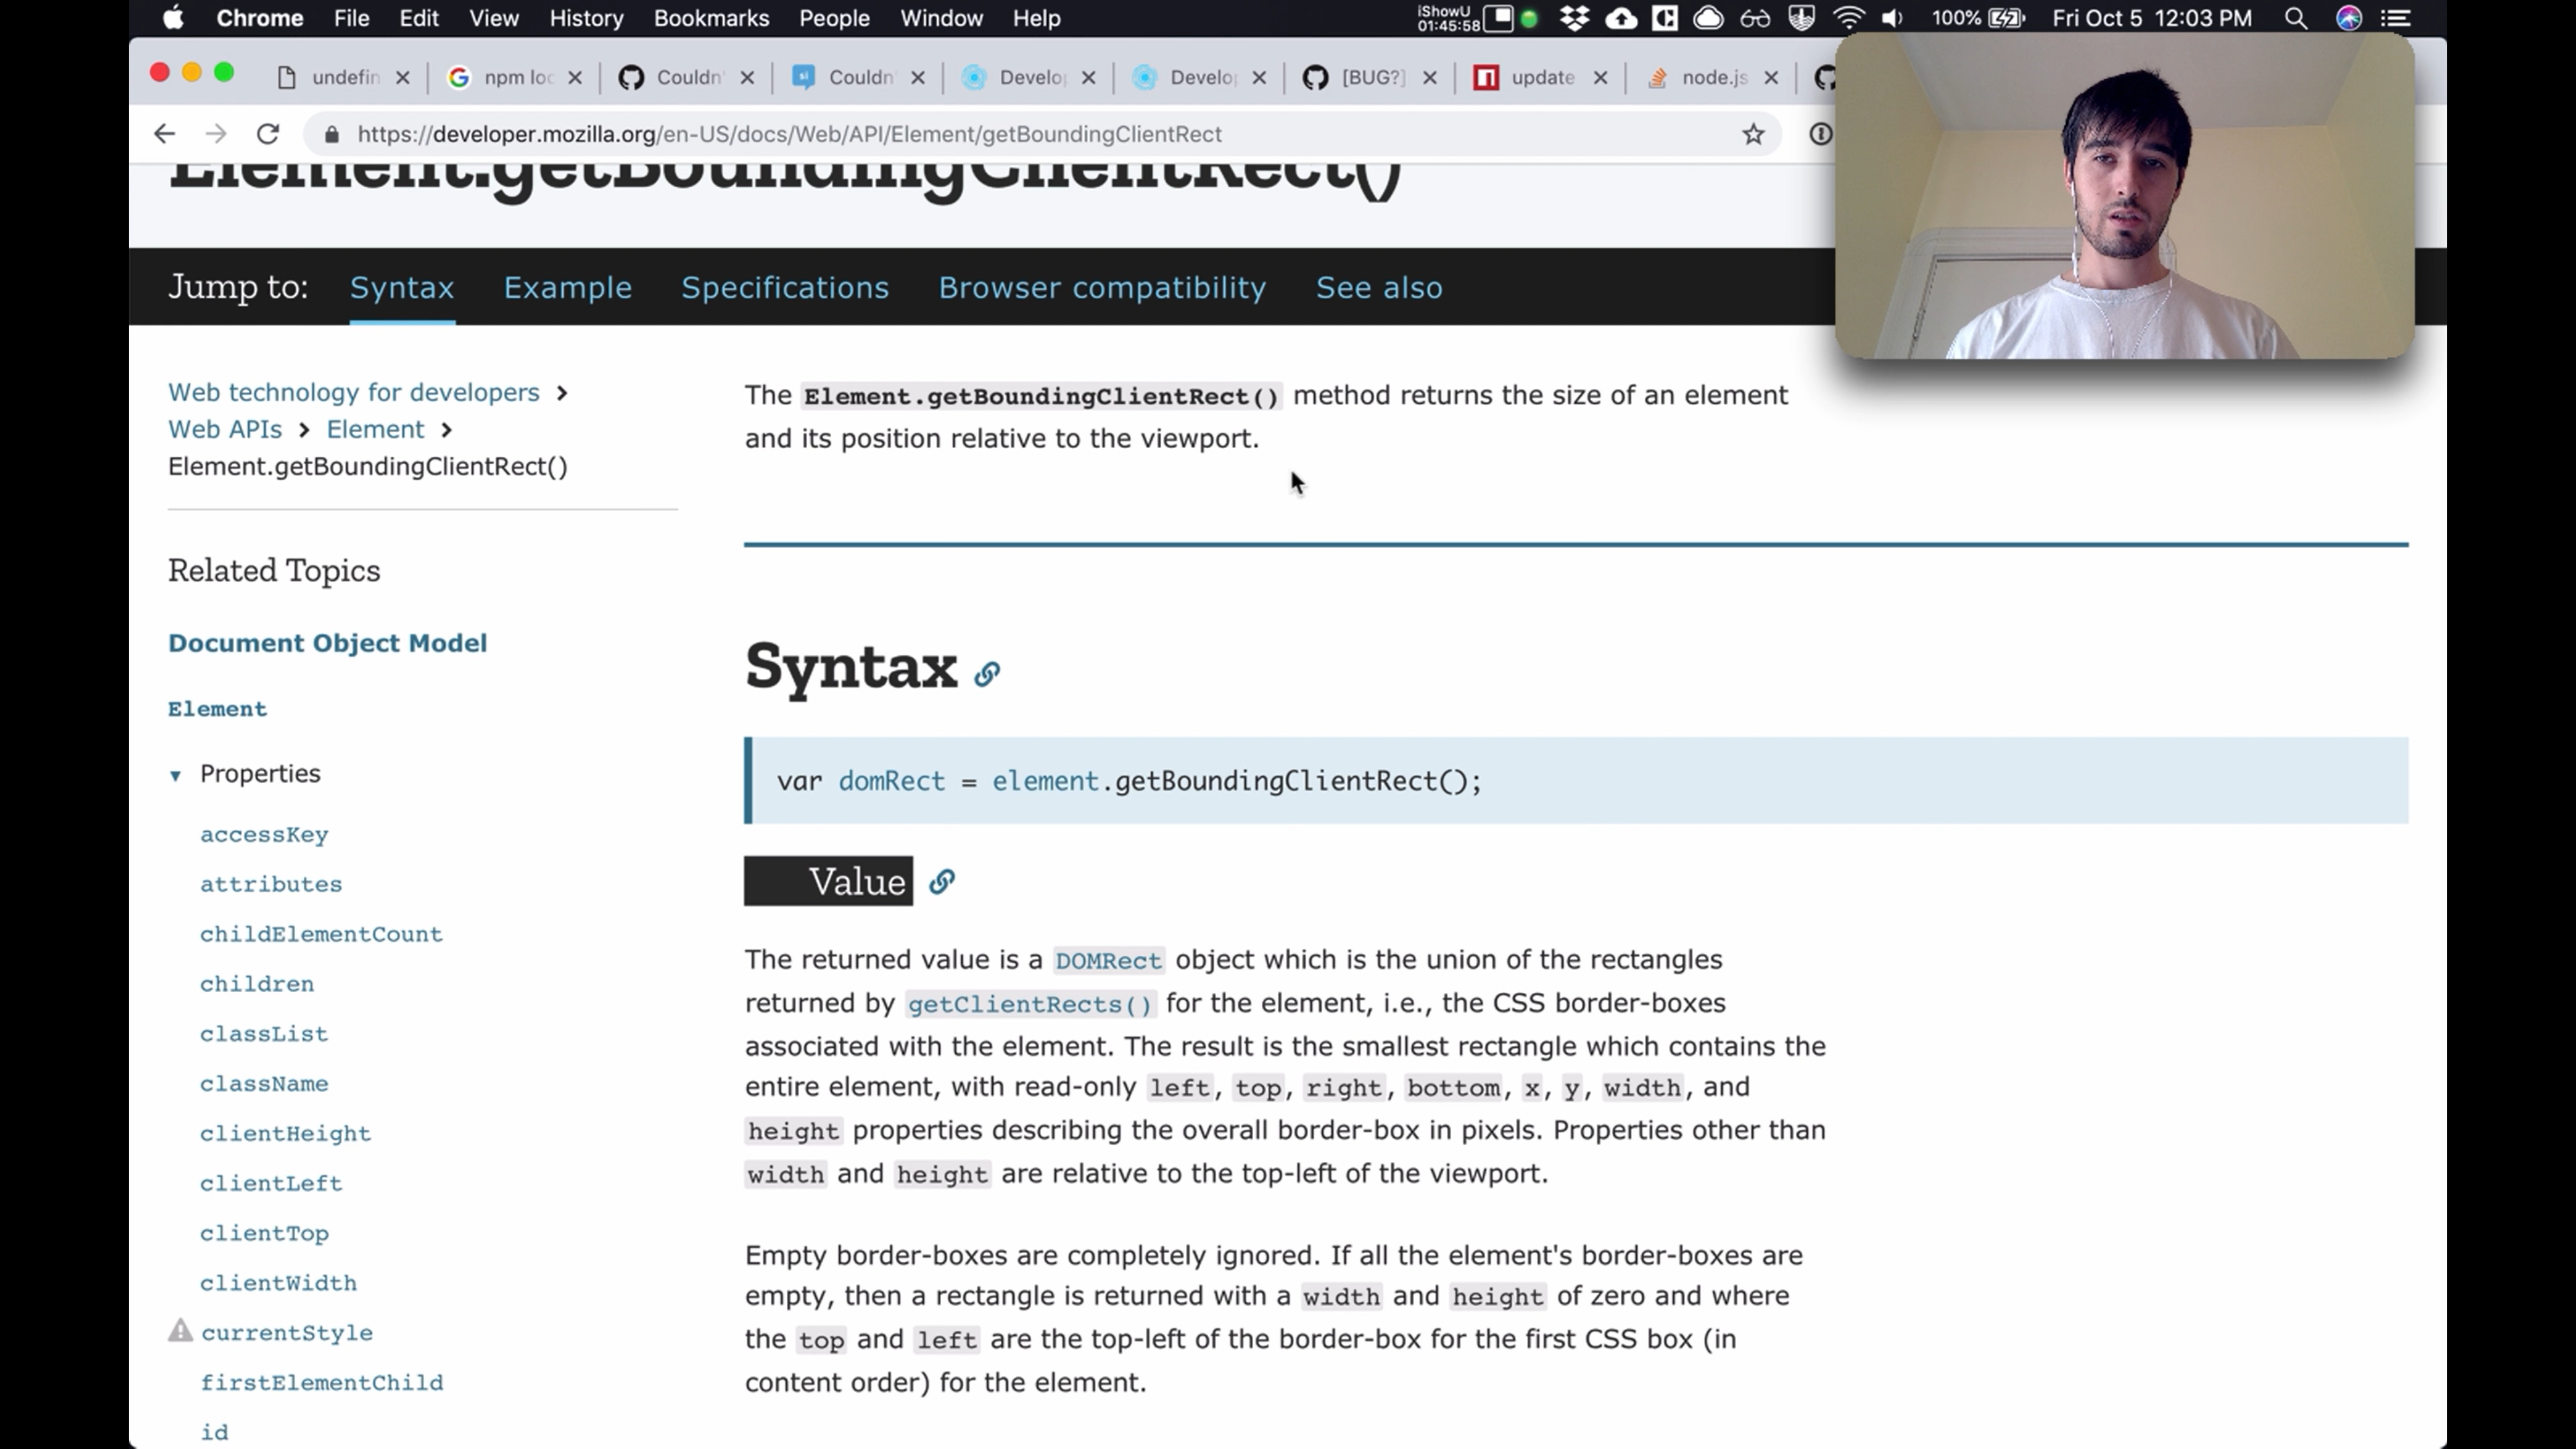 Chrome File Edit View History Bookmarks People Window Help iShowU 01:45:58 100% Fri Oct 5 12:03 PM
undefin npm loc Couldn' Couldn' Develop Develop [BUG?] update node.js
https://developer.mozilla.org/en-US/docs/Web/API/Element/getBoundingClientRect
Element.getBoundingClientRect()
Jump to: Syntax Example Specifications Browser compatibility See also
Web technology for developers
Web APIs Element
Element.getBoundingClientRect()
Related Topics
Document Object Model
Element
Properties
accessKey
attributes
childElementCount
children
classList
className
clientHeight
clientLeft
clientTop
clientWidth
currentStyle
firstElementChild
id
The Element.getBoundingClientRect() method returns the size of an element
and its position relative to the viewport.
Syntax
var domRect = element.getBoundingClientRect();
Value
The returned value is a DOMRect object which is the union of the rectangles
returned by getClientRects() for the element, i.e., the CSS border-boxes
associated with the element. The result is the smallest rectangle which contains the
entire element, with read-only left, top, right, bottom, x, y, width, and
height properties describing the overall border-box in pixels. Properties other than
width and height are relative to the top-left of the viewport.
Empty border-boxes are completely ignored. If all the element's border-boxes are
empty, then a rectangle is returned with a width and height of zero and where
the top and left are the top-left of the border-box for the first CSS box (in
content order) for the element.